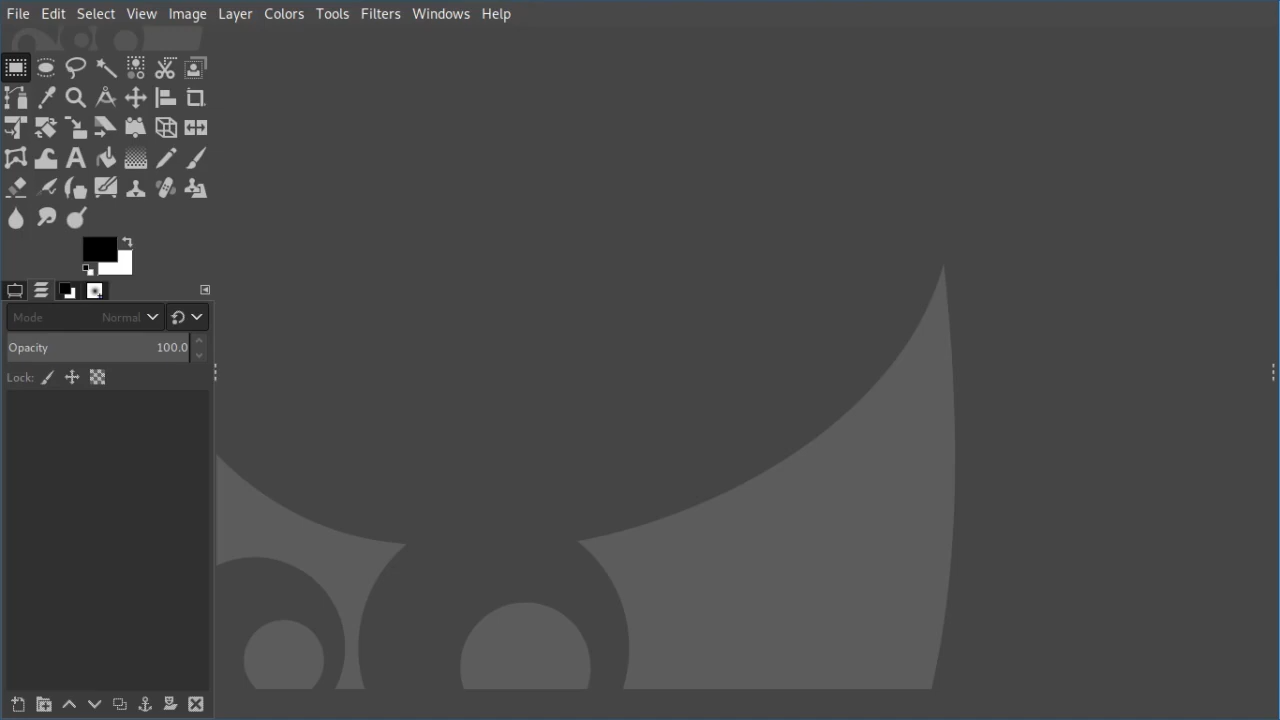 File Edit Select View Image Layer Colors Tools Filters Windows Help
Mode Normal
Opacity 100.0
Lock: